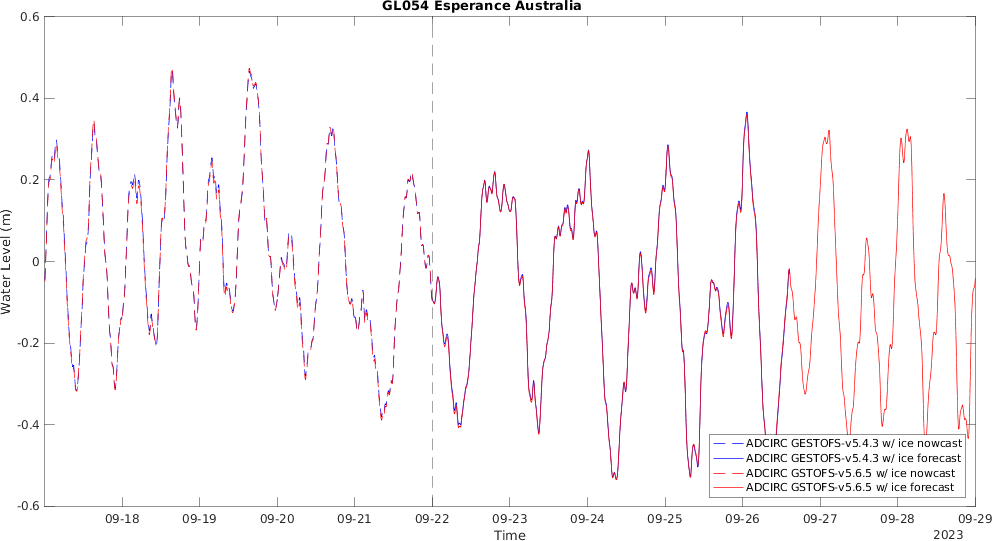 GL054 Esperance Australia
0.6
0.4
0.2
0
-0.2
-0.4
-0.6
Water Level (m)
ADCIRC GESTOFS-v5.4.3 w/ ice nowcast
ADCIRC GESTOFS-v5.4.3 w/ ice forecast
ADCIRC GSTOFS-v5.6.5 w/ ice nowcast
ADCIRC GSTOFS-v5.6.5 w/ ice forecast
09-18 09-19 09-20 09-21 09-22 09-23 09-24 09-25 09-26 09-27 09-28 09-29
Time
2023